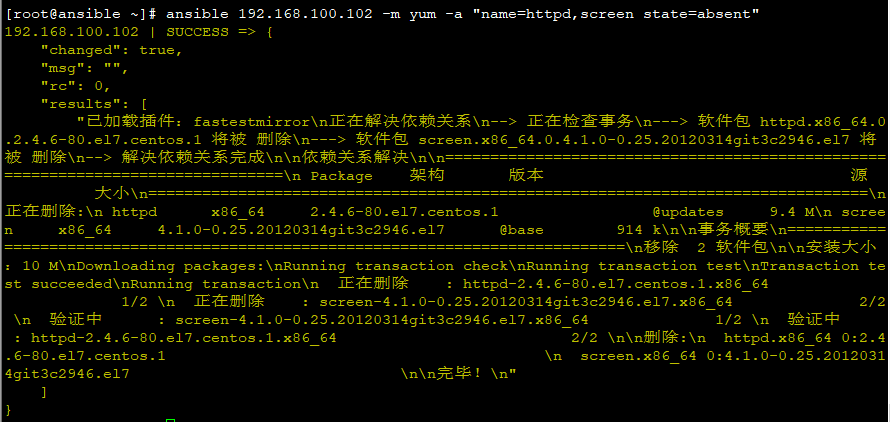 [root@ansible ~]# ansible 192.168.100.102 -m yum -a "name=httpd,screen state=absent"
192.168.100.102 | SUCCESS => {
    "changed": true,
    "msg": "",
    "rc": 0,
    "results": [
        "已加载插件：fastestmirror\n正在解决依赖关系\n--> 正在检查事务\n---> 软件包 httpd.x86_64.0
.2.4.6-80.el7.centos.1 将被 删除\n---> 软件包 screen.x86_64.0.4.1.0-0.25.20120314git3c2946.el7 将
被 删除\n--> 解决依赖关系完成\n\n依赖关系解决\n\n=================================================
===============================\n Package    架构       版本                                  源
          大小\n================================================================================\n
正在删除:\n httpd      x86_64     2.4.6-80.el7.centos.1                 @updates     9.4 M\n scree
n     x86_64     4.1.0-0.25.20120314git3c2946.el7      @base        914 k\n\n事务概要\n===========
=====================================================================\n移除  2 软件包\n\n安装大小
：10 M\nDownloading packages:\nRunning transaction check\nRunning transaction test\nTransaction te
st succeeded\nRunning transaction\n  正在删除    : httpd-2.4.6-80.el7.centos.1.x86_64
             1/2 \n  正在删除    : screen-4.1.0-0.25.20120314git3c2946.el7.x86_64              2/2
 \n  验证中      : screen-4.1.0-0.25.20120314git3c2946.el7.x86_64              1/2 \n  验证中
 : httpd-2.4.6-80.el7.centos.1.x86_64                          2/2 \n\n删除:\n  httpd.x86_64 0:2.4
.6-80.el7.centos.1                                          \n  screen.x86_64 0:4.1.0-0.25.2012031
4git3c2946.el7                              \n\n完毕！\n"
    ]
}